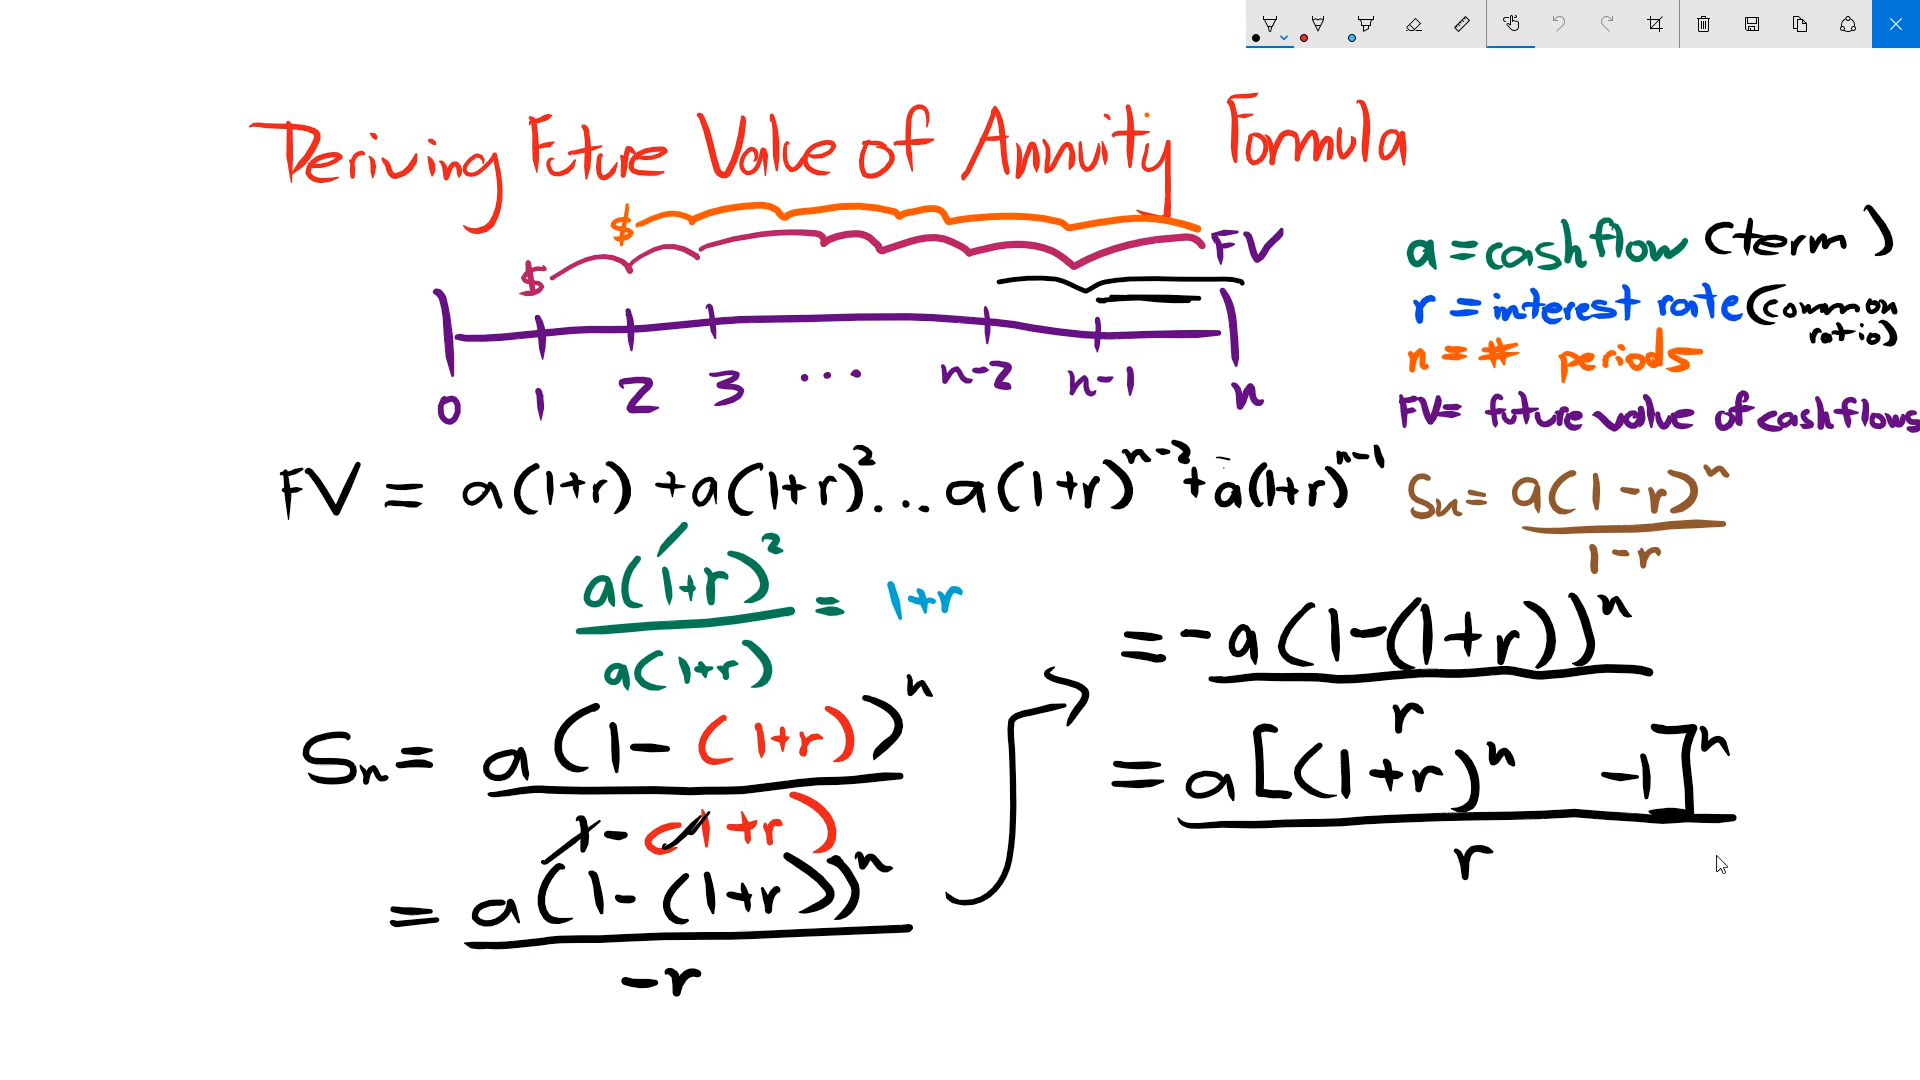 Deriving Future Value of Annuity Formula
$
$
FV
0 1 2 3 ... n-2 n-1 n
a = cashflow (term)
r = interest rate (common ratio)
n = # periods
FV = future value of cashflows
FV = a(1+r) + a(1+r)^2 ... a(1+r)^{n-2} + a(1+r)^{n-1}
Sn = a(1-r)^n / 1-r
a(1+r)^2 / a(1+r) = 1+r
Sn = a(1-(1+r))^n / 1-(1+r)
= a(1-(1+r))^n / -r
= -a(1-(1+r))^n / r
= a[(1+r)^n -1]^n / r